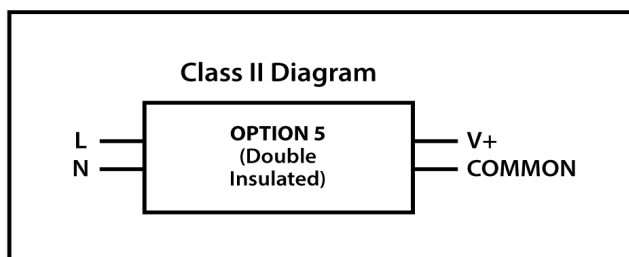 Class II Diagram
L
N
OPTION 5
(Double
Insulated)
V+
COMMON